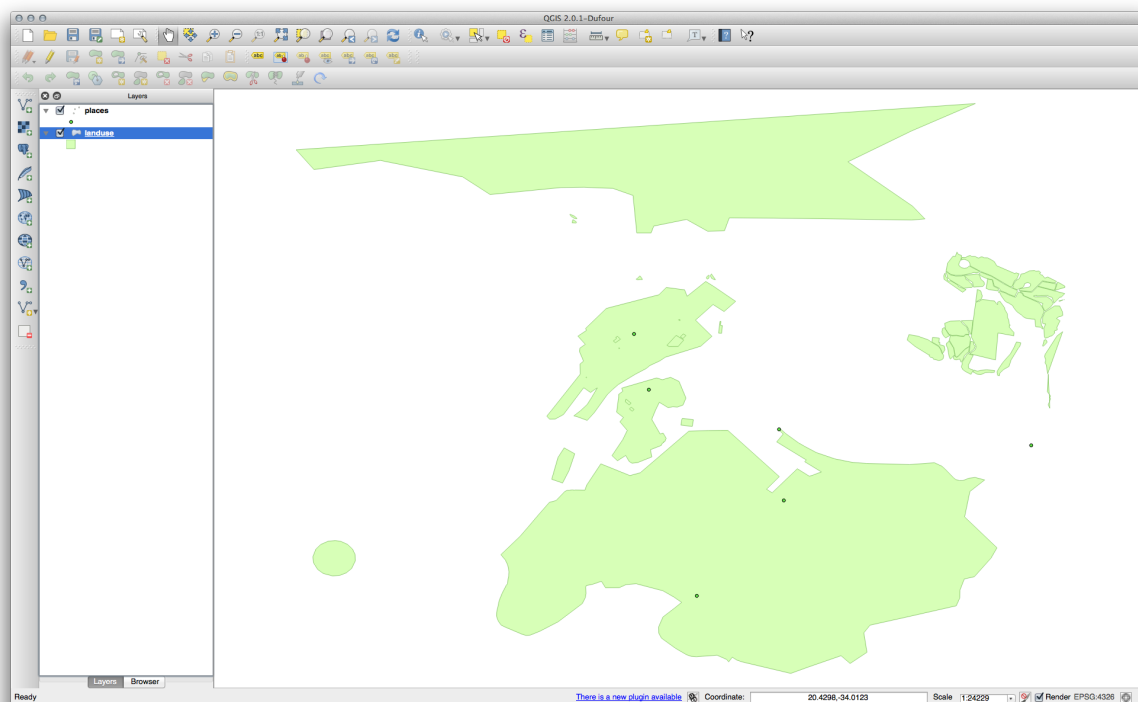 QGIS 2.0.1-Dufour
Layers
places
landuse
Layers
Browser
Ready
There is a new plugin available
Coordinate:
20.4298,-34.0123
Scale
1:24229
Render
EPSG:4326